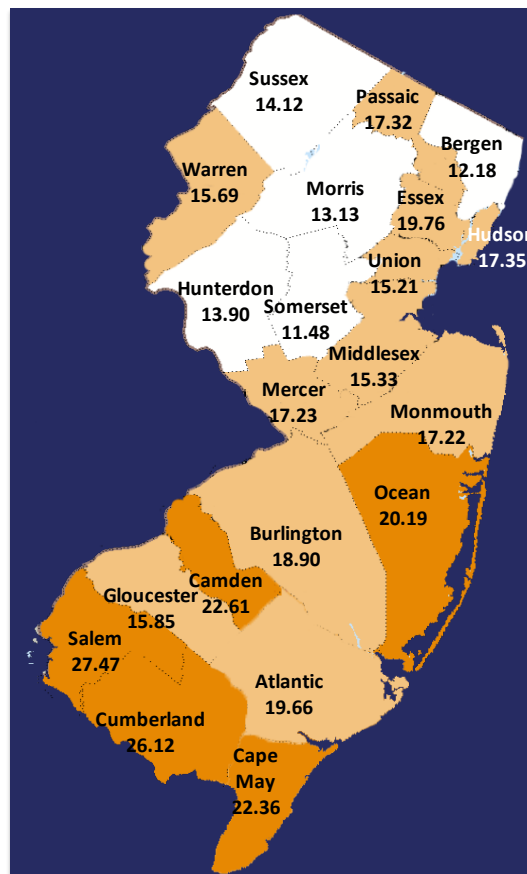 Sussex
14.12
Passaic
17.32
Bergen
12.18
Warren
15.69
Morris
13.13
Essex
19.76
Hudson
17.35
Union
15.21
Hunterdon
13.90
Somerset
11.48
Middlesex
15.33
Mercer
17.23
Monmouth
17.22
Ocean
20.19
Burlington
18.90
Camden
22.61
Gloucester
15.85
Salem
27.47
Atlantic
19.66
Cumberland
26.12
Cape
May
22.36